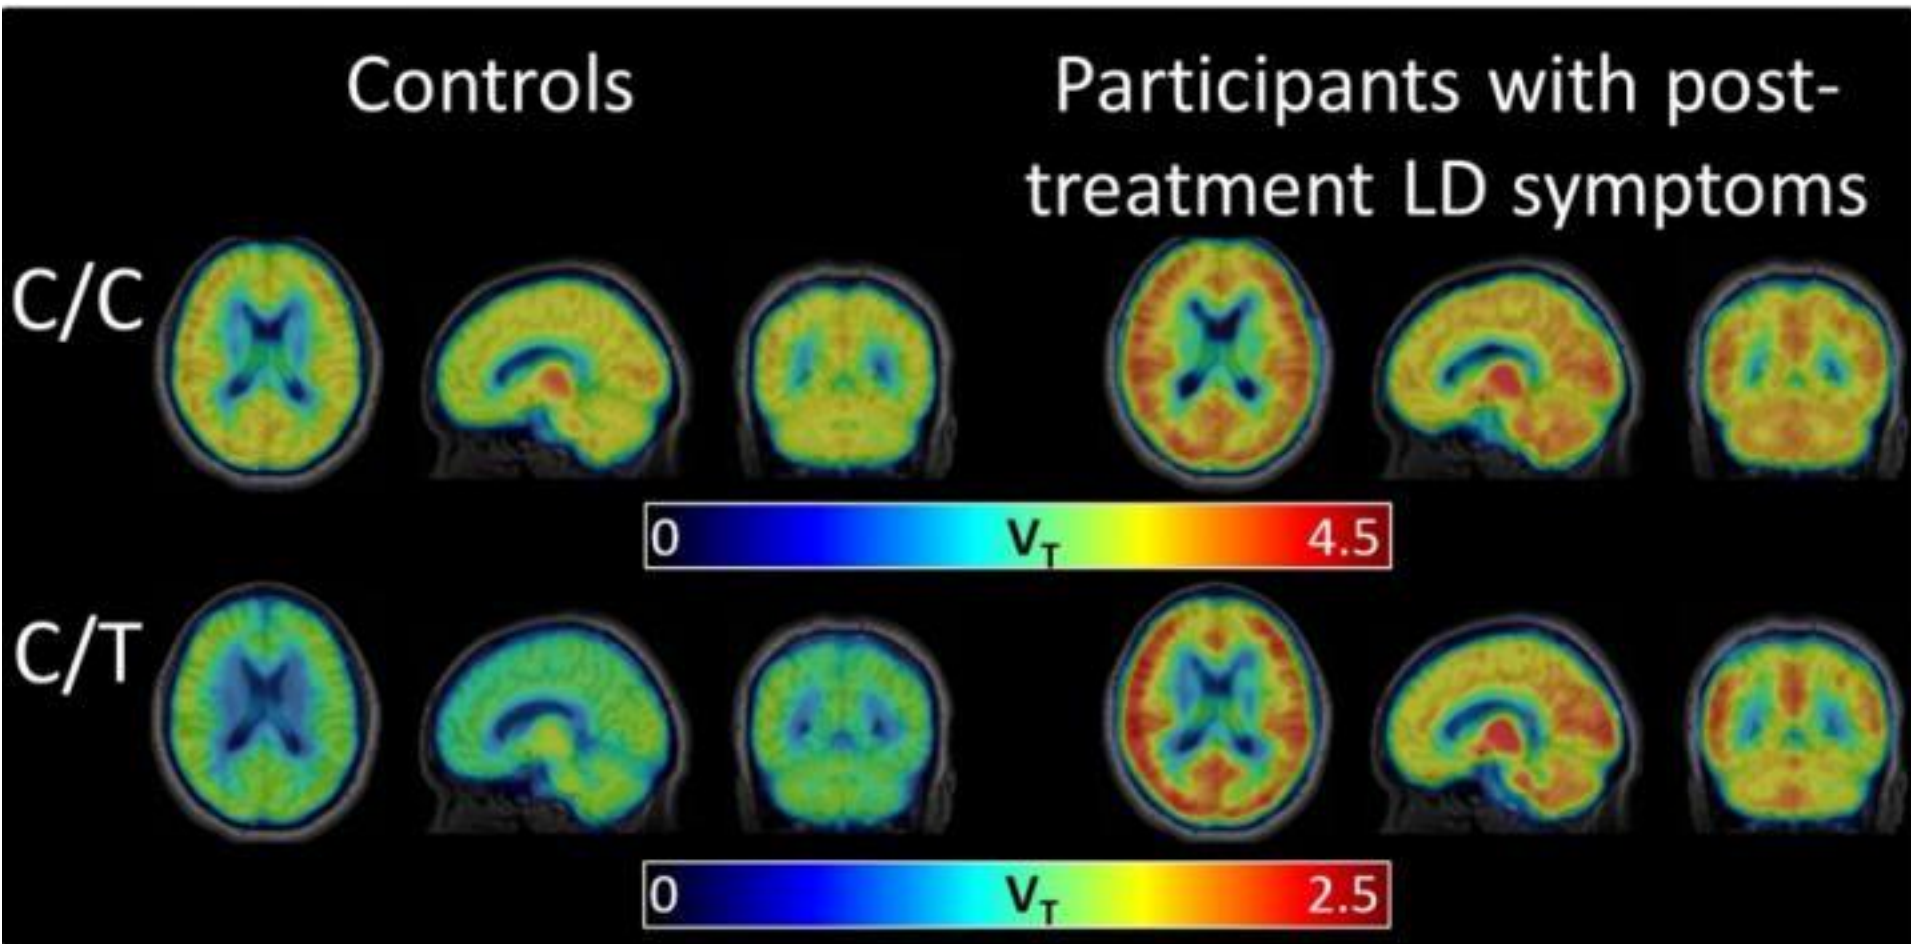 Controls
Participants with post-
treatment LD symptoms
C/C
0 VT 4.5
C/T
0 VT 2.5